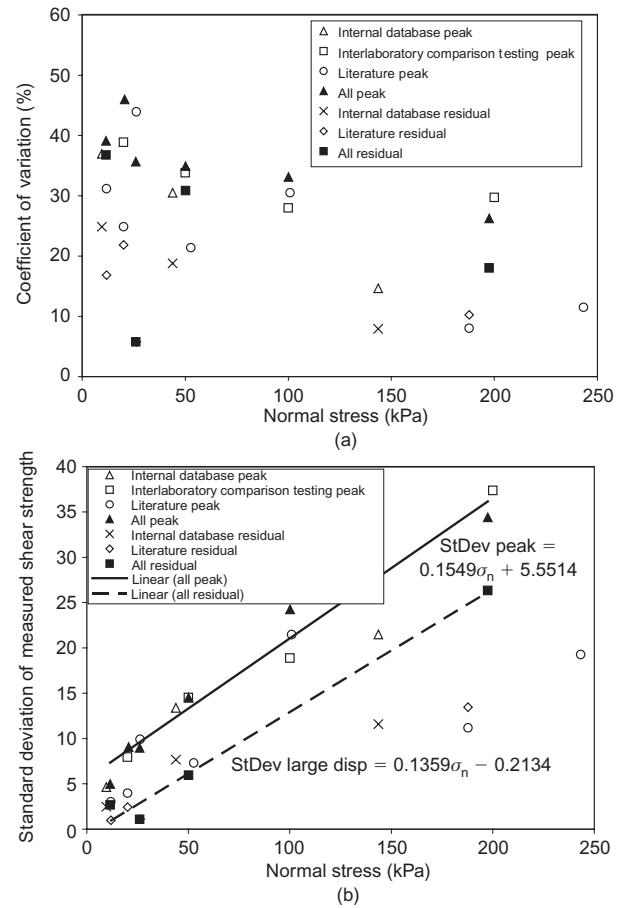 60
50
40
30
20
10
0
Coefficient of variation (%)
Internal database peak
Interlaboratory comparison testing peak
Literature peak
All peak
Internal database residual
Literature residual
All residual
0 50 100 150 200 250
Normal stress (kPa)
(a)
40
35
30
25
20
15
10
5
0
Standard deviation of measured shear strength
Internal database peak
Interlaboratory comparison testing peak
Literature peak
All peak
Internal database residual
Literature residual
All residual
Linear (all peak)
Linear (all residual)
StDev peak =
0.1549σn + 5.5514
StDev large disp = 0.1359σn − 0.2134
0 50 100 150 200 250
Normal stress (kPa)
(b)